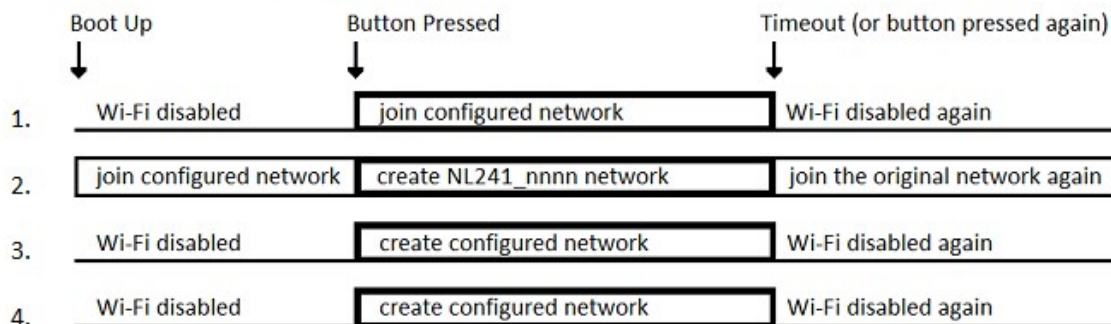 Boot Up Button Pressed Timeout (or button pressed again)
1. Wi-Fi disabled join configured network Wi-Fi disabled again
2. join configured network create NL241_nnnn network join the original network again
3. Wi-Fi disabled create configured network Wi-Fi disabled again
4. Wi-Fi disabled create configured network Wi-Fi disabled again